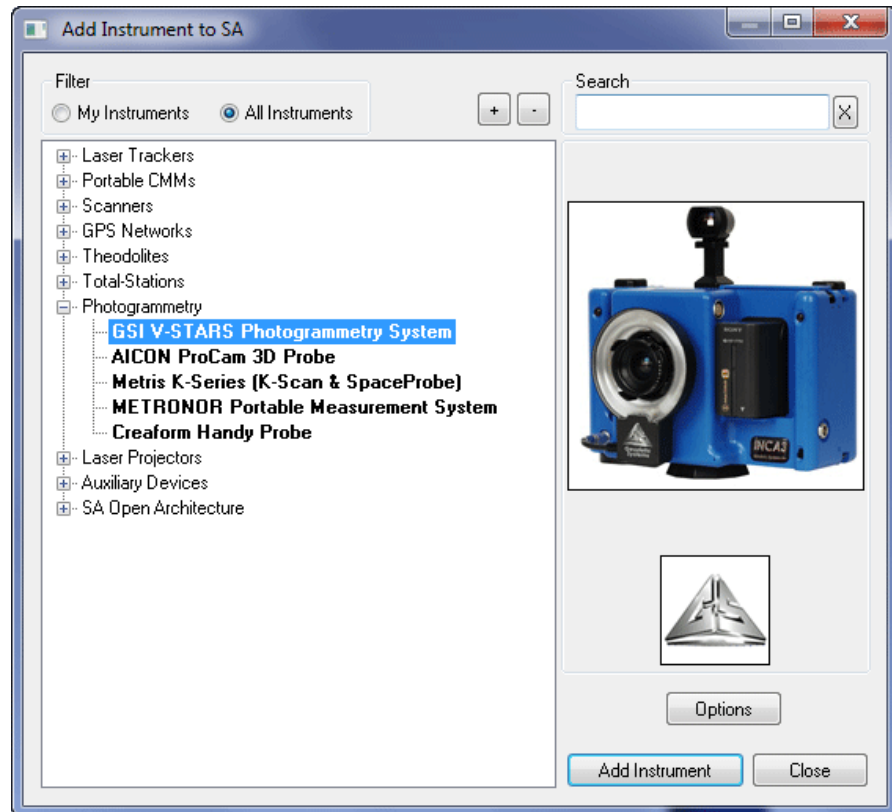 Add Instrument to SA
Filter
My Instruments All Instruments
+ -
Search
X
Laser Trackers
Portable CMMs
Scanners
GPS Networks
Theodolites
Total-Stations
Photogrammetry
GSI V-STARS Photogrammetry System
AICON ProCam 3D Probe
Metris K-Series (K-Scan & SpaceProbe)
METRONOR Portable Measurement System
Creaform Handy Probe
Laser Projectors
Auxiliary Devices
SA Open Architecture
SONY
INCA3
Options
Add Instrument Close